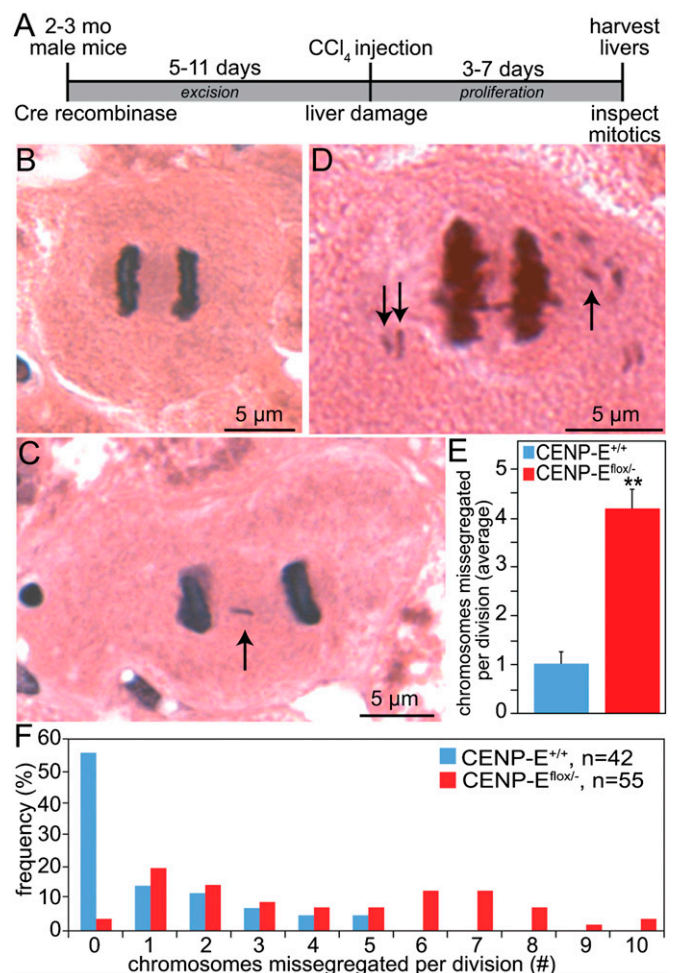 A
2-3 mo
male mice
CCl4 injection
harvest
livers
5-11 days
3-7 days
excision
proliferation
Cre recombinase
liver damage
inspect
mitotics
B
D
5 µm
5 µm
C
5 µm
E
CENP-E+/+
CENP-Eflox/-
**
chromosomes missegregated
per division (average)
5
4
3
2
1
0
F
CENP-E+/+, n=42
CENP-Eflox/-, n=55
frequency (%)
60
50
40
30
20
10
0
0 1 2 3 4 5 6 7 8 9 10
chromosomes missegregated per division (#)